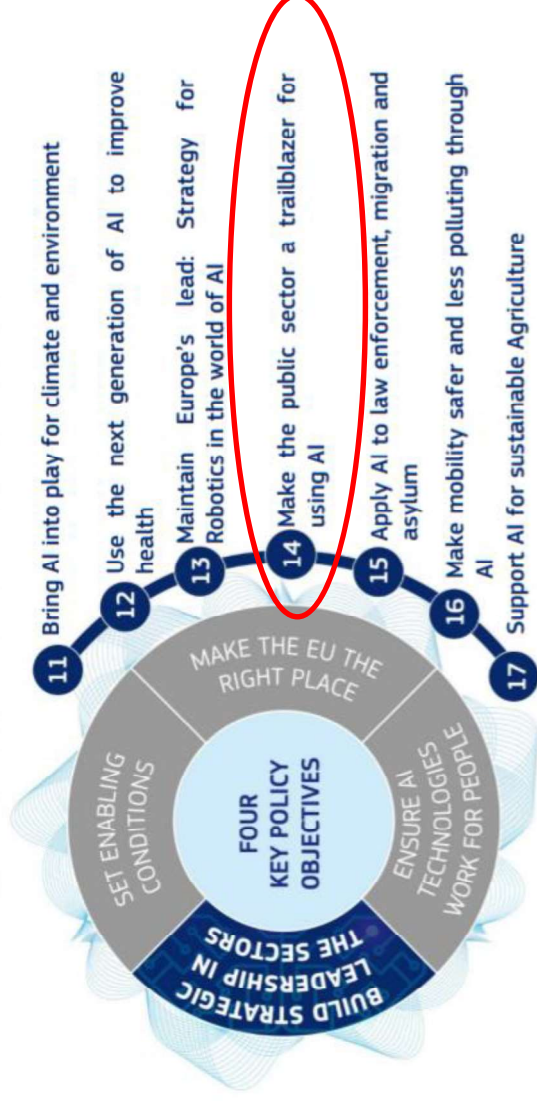 SET ENABLING
CONDITIONS
MAKE THE EU THE
RIGHT PLACE
ENSURE AI
TECHNOLOGIES
WORK FOR PEOPLE
BUILD STRATEGIC
LEADERSHIP IN
THE SECTORS
FOUR
KEY POLICY
OBJECTIVES
11 Bring AI into play for climate and environment
12 Use the next generation of AI to improve
health
13 Maintain Europe's lead: Strategy for
Robotics in the world of AI
14 Make the public sector a trailblazer for
using AI
15 Apply AI to law enforcement, migration and
asylum
16 Make mobility safer and less polluting through
AI
17 Support AI for sustainable Agriculture